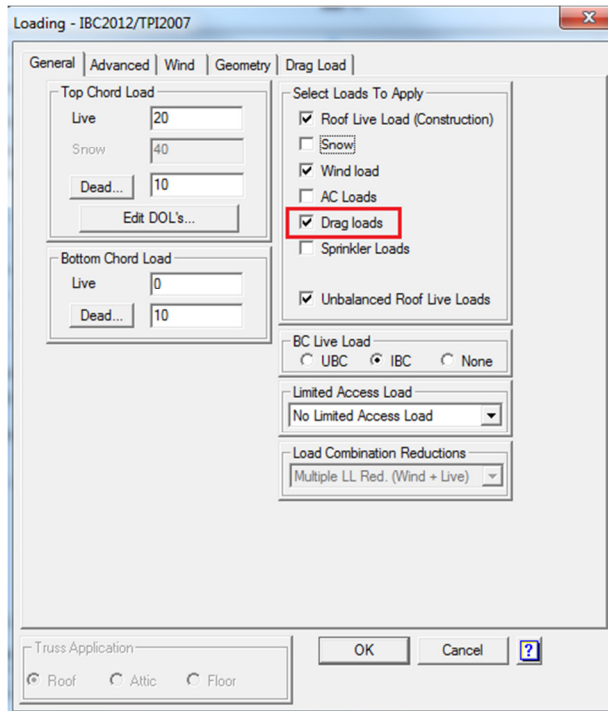 Loading - IBC2012/TPI2007
General Advanced Wind Geometry Drag Load
Top Chord Load
Live 20
Snow 40
Dead... 10
Edit DOL's...
Bottom Chord Load
Live 0
Dead... 10
Select Loads To Apply
Roof Live Load (Construction)
Snow
Wind load
AC Loads
Drag loads
Sprinkler Loads
Unbalanced Roof Live Loads
BC Live Load
UBC IBC None
Limited Access Load
No Limited Access Load
Load Combination Reductions
Multiple LL Red. (Wind + Live)
Truss Application
Roof Attic Floor
OK Cancel ?